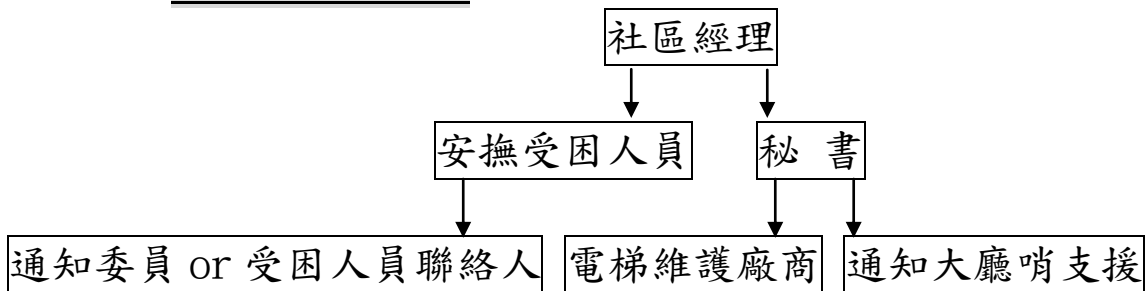 社區經理
安撫受困人員
秘 書
通知委員 or 受困人員聯絡人
電梯維護廠商
通知大廳哨支援